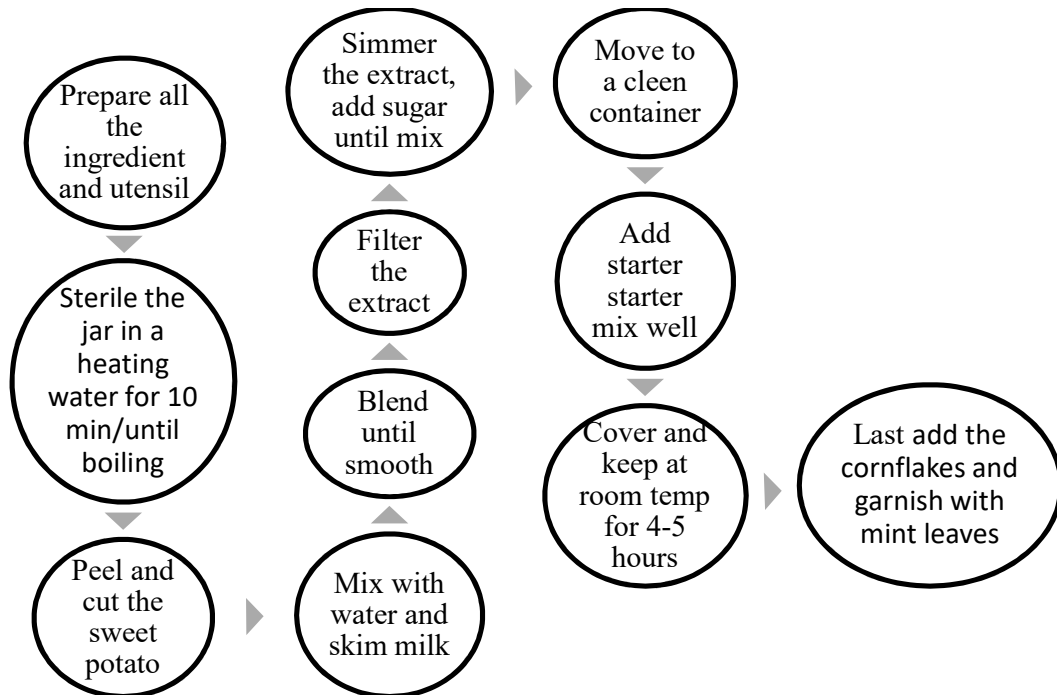 Prepare all
the
ingredient
and utensil
Sterile the
jar in a
heating
water for 10
min/until
boiling
Peel and
cut the
sweet
potato
Mix with
water and
skim milk
Blend
until
smooth
Filter
the
extract
Simmer
the extract,
add sugar
until mix
Move to
a cleen
container
Add
starter
starter
mix well
Cover and
keep at
room temp
for 4-5
hours
Last add the
cornflakes and
garnish with
mint leaves